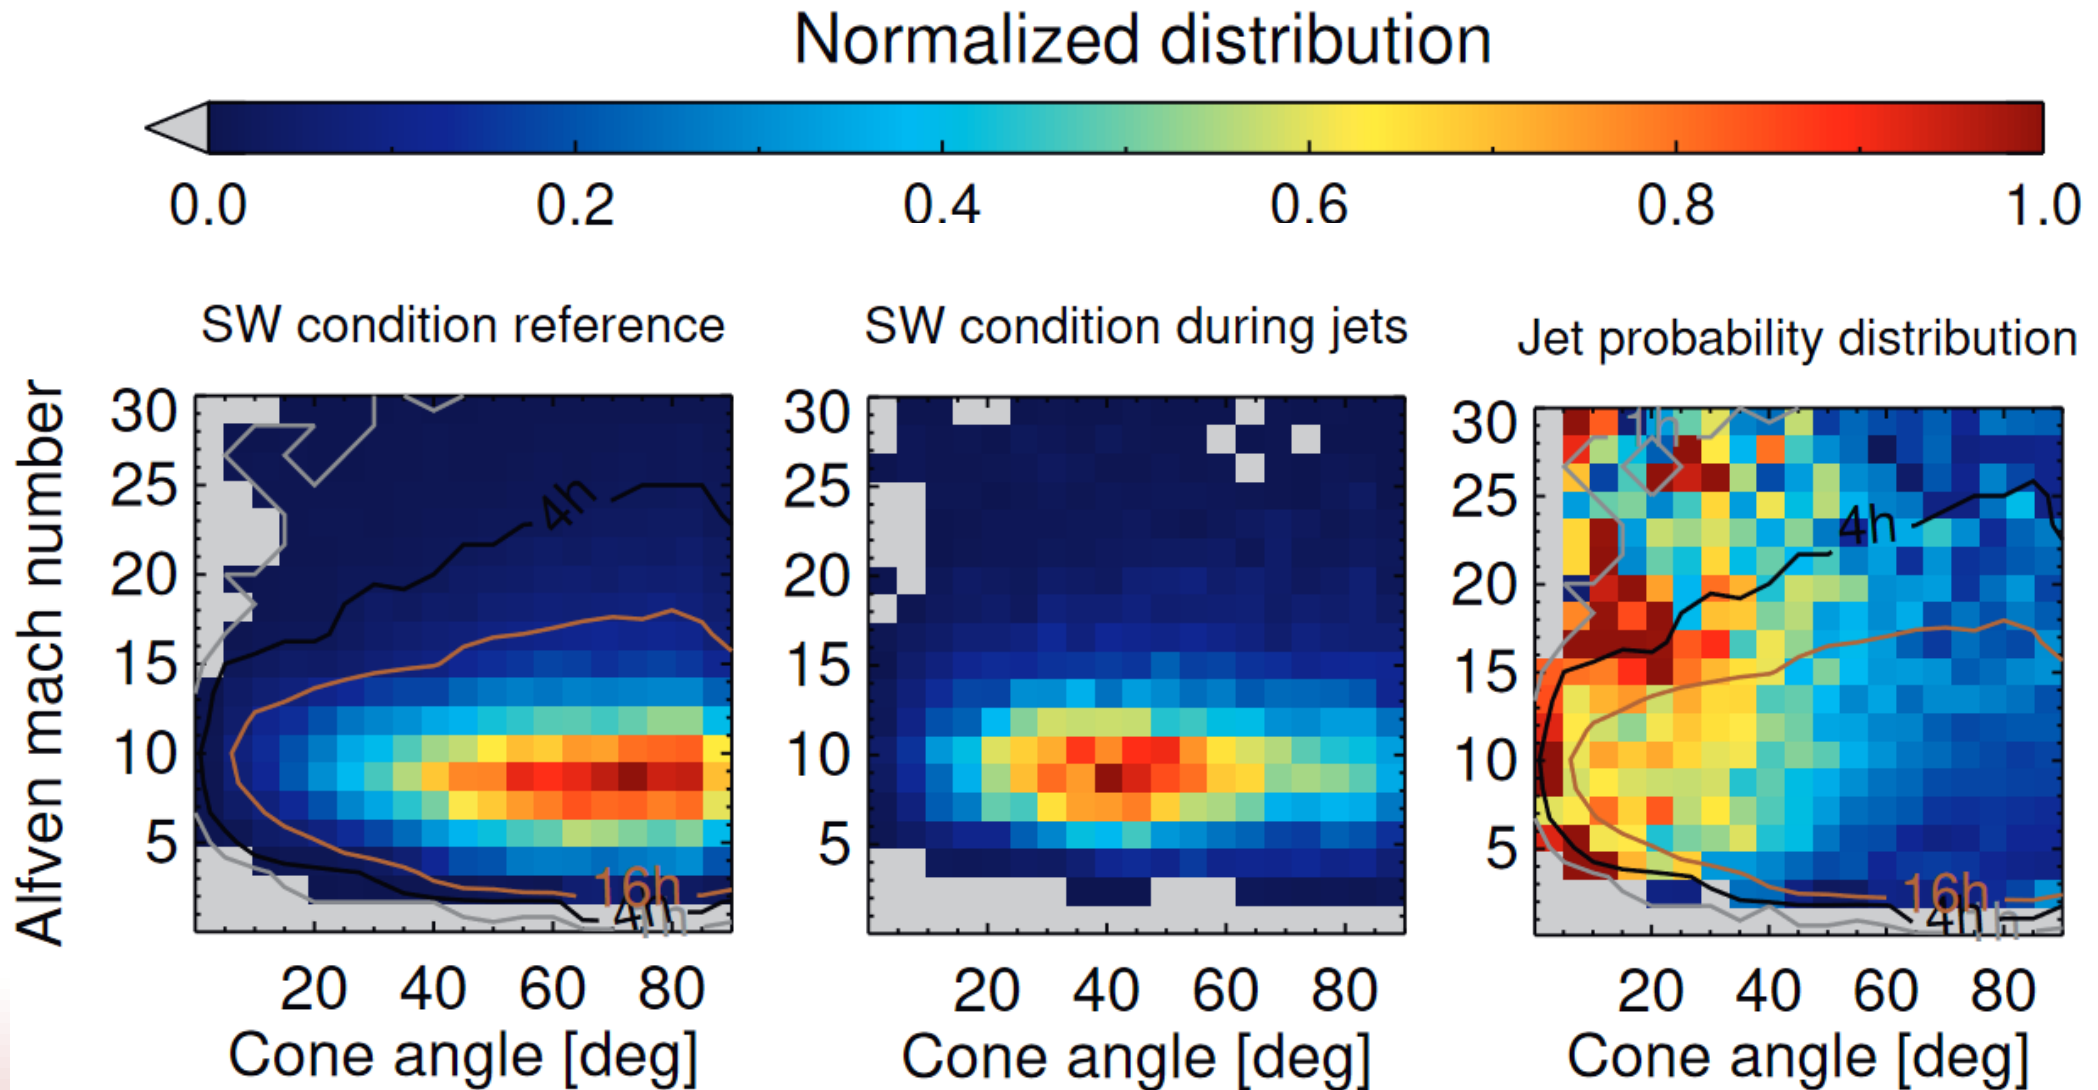 Normalized distribution
0.0 0.2 0.4 0.6 0.8 1.0
SW condition reference
SW condition during jets
Jet probability distribution
Alfven mach number
30
25
20
15
10
5
4h
16h
4h
1h
20 40 60 80
Cone angle [deg]
30
25
20
15
10
5
20 40 60 80
Cone angle [deg]
30
25
20
15
10
5
1h
4h
16h
4h
1h
20 40 60 80
Cone angle [deg]